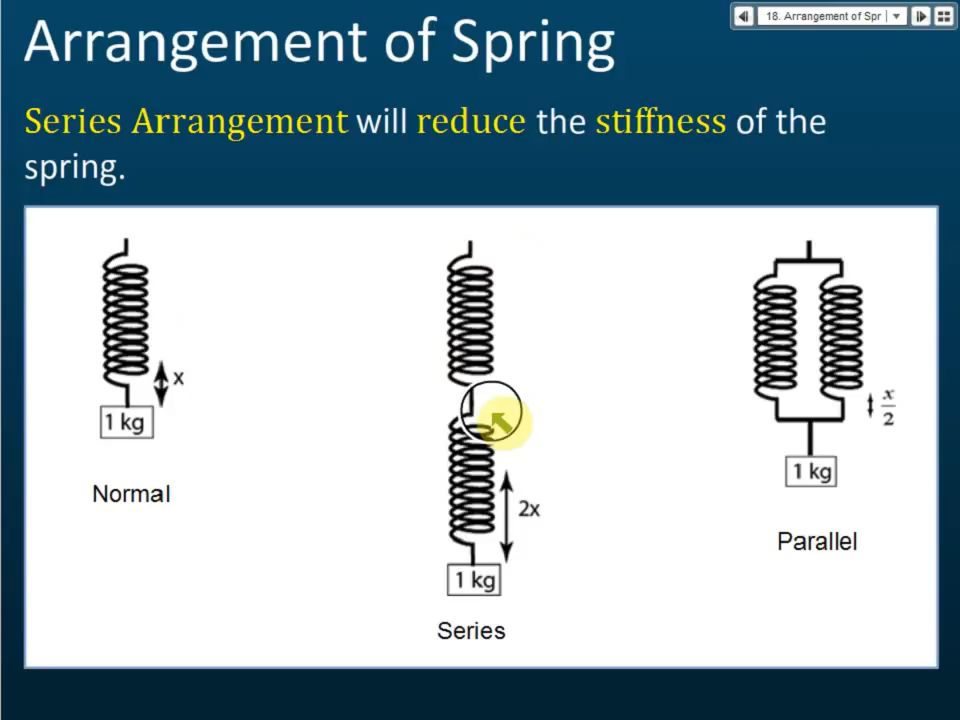 18. Arrangement of Spr
Arrangement of Spring
Series Arrangement will reduce the stiffness of the
spring.
x
1 kg
Normal
2x
1 kg
Series
x
2
1 kg
Parallel